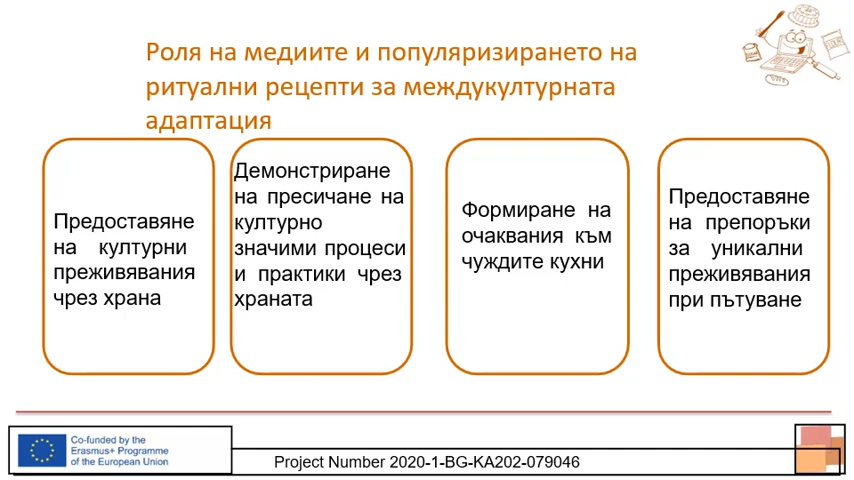 Роля на медиите и популяризирането на
ритуални рецепти за междукултурната
адаптация
Предоставяне
на културни
преживявания
чрез храна
Демонстриране
на пресичане на
културно
значими процеси
и практики чрез
храната
Формиране на
очаквания към
чуждите кухни
Предоставяне
на препоръки
за уникални
преживявания
при пътуване
Co-funded by the
Erasmus+ Programme
of the European Union
Project Number 2020-1-BG-KA202-079046